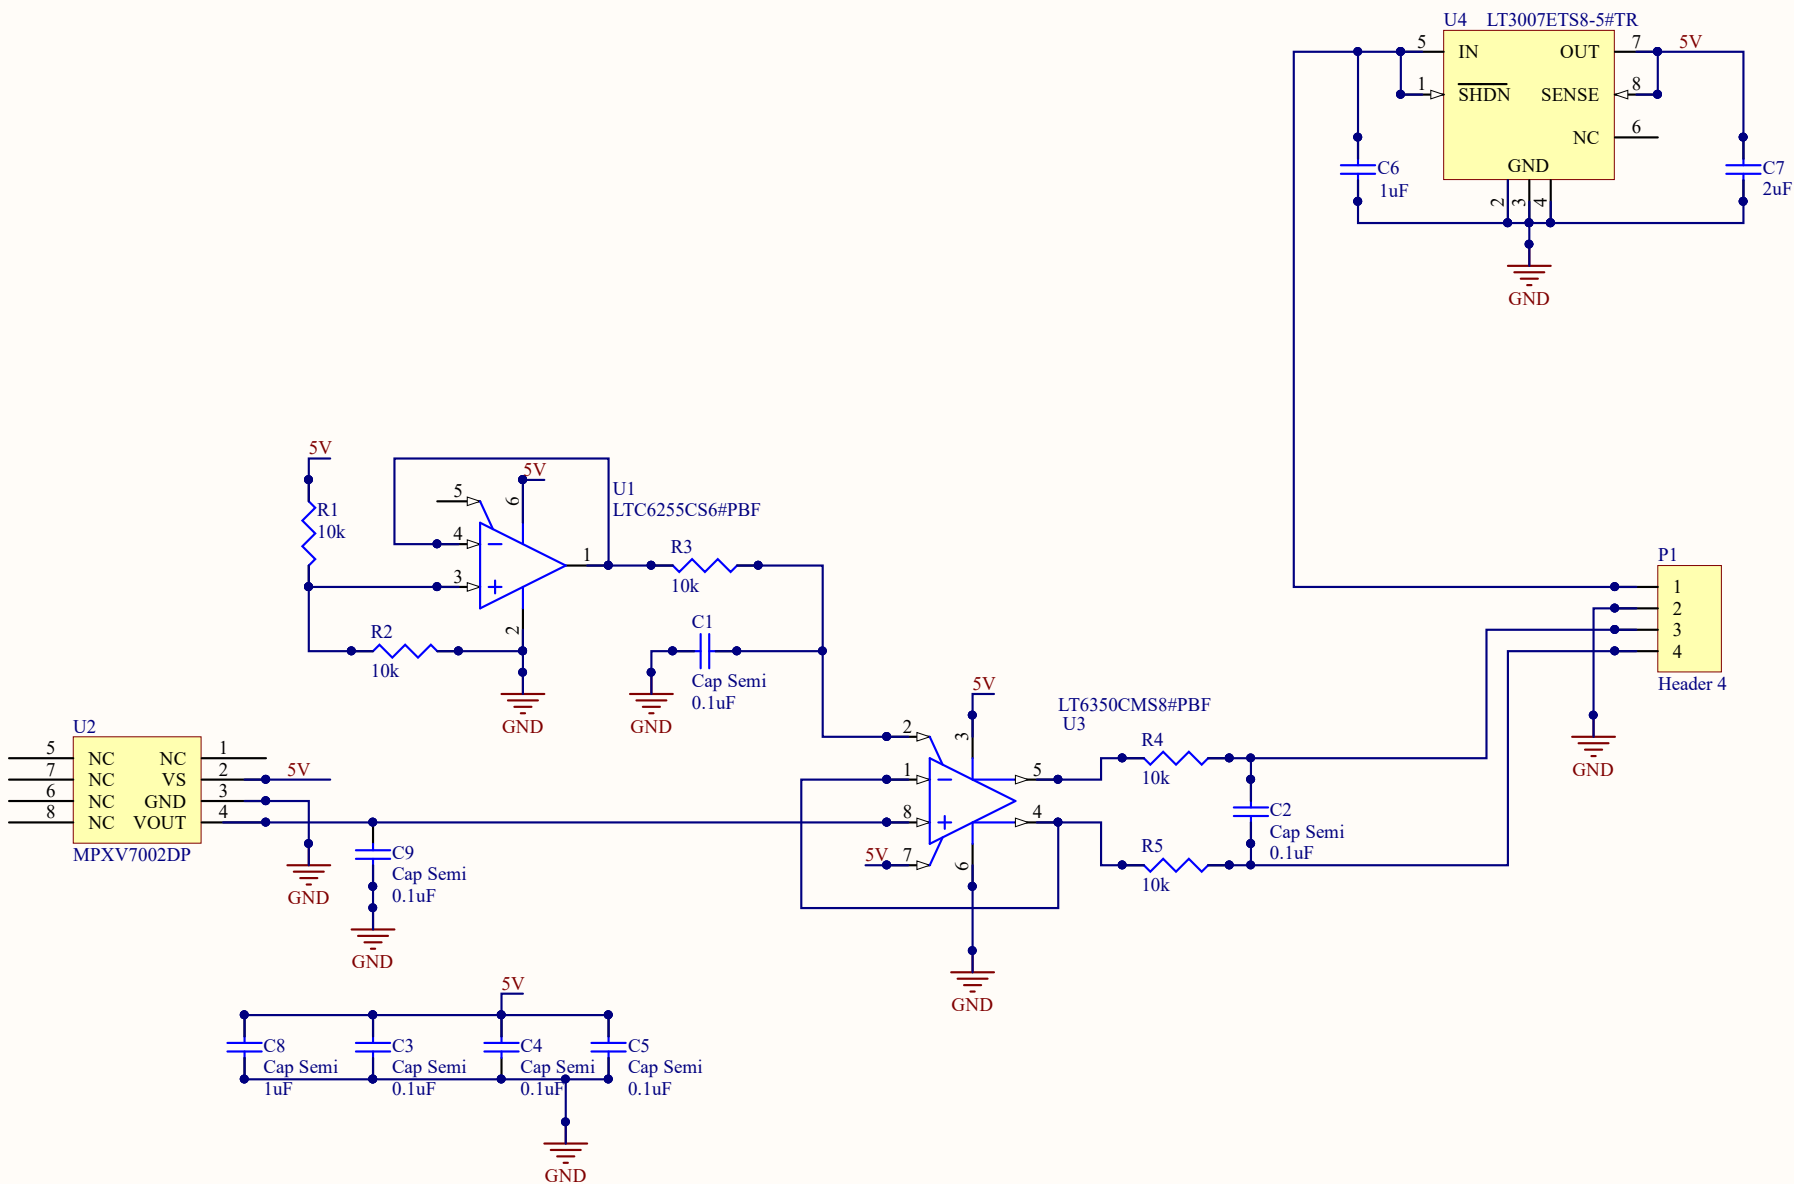 U4 LT3007ETS8-5#TR
5 IN OUT 7 5V
1 SHDN SENSE 8
NC 6
GND
2 3 4
C6
1uF
C7
2uF
GND
5V
R1
10k
5V
5
6
4
3
1
2
U1
LTC6255CS6#PBF
R2
10k
GND
R3
10k
C1
Cap Semi
0.1uF
GND
P1
1
2
3
4
Header 4
GND
U2
5 NC NC 1
7 NC VS 2 5V
6 NC GND 3
8 NC VOUT 4
MPXV7002DP
GND
C9
Cap Semi
0.1uF
GND
5V
LT6350CMS8#PBF
U3
2
3
1
5
8
4
5V 7
6
GND
R4
10k
C2
Cap Semi
0.1uF
R5
10k
5V
C8
Cap Semi
1uF
C3
Cap Semi
0.1uF
C4
Cap Semi
0.1uF
C5
Cap Semi
0.1uF
GND